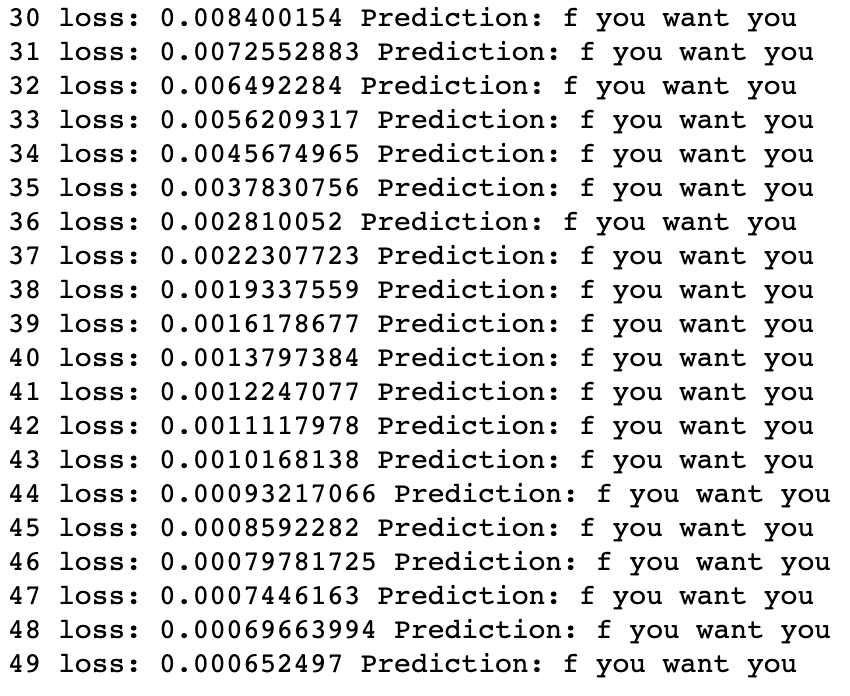 30 loss: 0.008400154 Prediction: f you want you
31 loss: 0.0072552883 Prediction: f you want you
32 loss: 0.006492284 Prediction: f you want you
33 loss: 0.0056209317 Prediction: f you want you
34 loss: 0.0045674965 Prediction: f you want you
35 loss: 0.0037830756 Prediction: f you want you
36 loss: 0.002810052 Prediction: f you want you
37 loss: 0.0022307723 Prediction: f you want you
38 loss: 0.0019337559 Prediction: f you want you
39 loss: 0.0016178677 Prediction: f you want you
40 loss: 0.0013797384 Prediction: f you want you
41 loss: 0.0012247077 Prediction: f you want you
42 loss: 0.0011117978 Prediction: f you want you
43 loss: 0.0010168138 Prediction: f you want you
44 loss: 0.00093217066 Prediction: f you want you
45 loss: 0.0008592282 Prediction: f you want you
46 loss: 0.00079781725 Prediction: f you want you
47 loss: 0.0007446163 Prediction: f you want you
48 loss: 0.00069663994 Prediction: f you want you
49 loss: 0.000652497 Prediction: f you want you